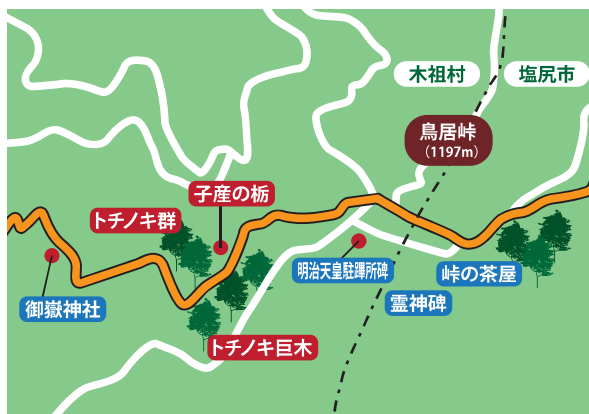 木祖村
塩尻市
鳥居峠
（1197m）
子産の栃
トチノキ群
明治天皇駐蹕所碑
峠の茶屋
御嶽神社
霊神碑
トチノキ巨木